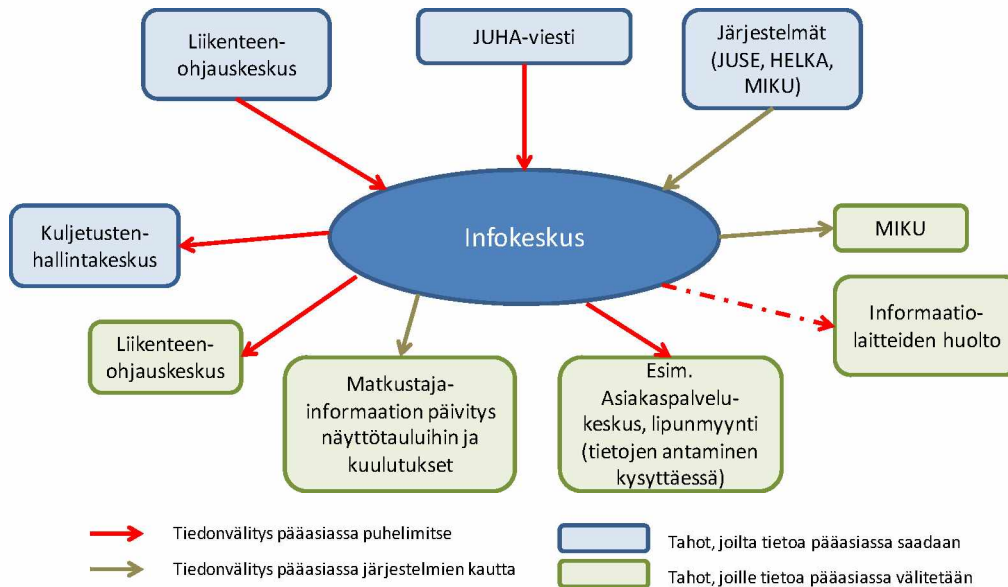 Liikenteen-
ohjauskeskus
JUHA-viesti
Järjestelmät
(JUSE, HELKA,
MIKU)
Kuljetusten-
hallintakeskus
Infokeskus
MIKU
Informaatio-
laitteiden huolto
Liikenteen-
ohjauskeskus
Matkustaja-
informaation päivitys
näyttötauluihin ja
kuulutukset
Esim.
Asiakaspalvelu-
keskus, lipunmyynti
(tietojen antaminen
kysyttäessä)
Tiedonvälitys pääasiassa puhelimitse
Tahot, joilta tietoa pääasiassa saadaan
Tiedonvälitys pääasiassa järjestelmien kautta
Tahot, joille tietoa pääasiassa välitetään